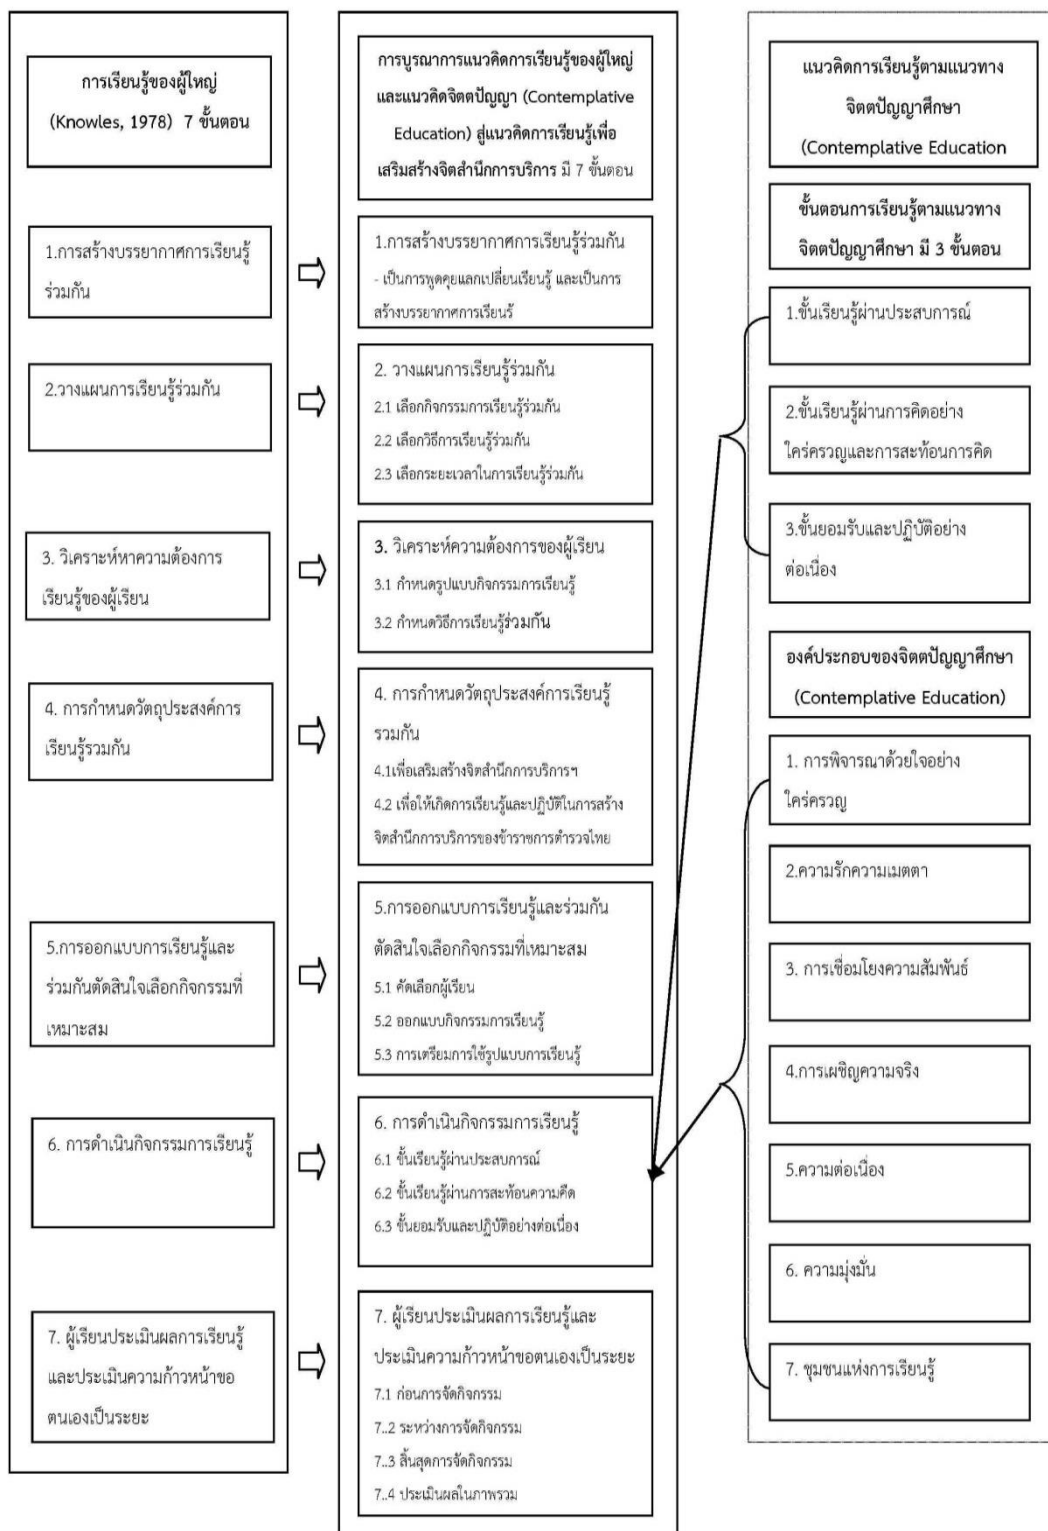 การเรียนรู้ของผู้ใหญ่
(Knowles, 1978) 7 ขั้นตอน
1.การสร้างบรรยากาศการเรียนรู้
ร่วมกัน
2.วางแผนการเรียนรู้ร่วมกัน
3. วิเคราะห์หาความต้องการ
เรียนรู้ของผู้เรียน
4. การกำหนดวัตถุประสงค์การ
เรียนรู้รวมกัน
5.การออกแบบการเรียนรู้และ
ร่วมกันตัดสินใจเลือกกิจกรรมที่
เหมาะสม
6. การดำเนินกิจกรรมการเรียนรู้
7. ผู้เรียนประเมินผลการเรียนรู้
และประเมินความก้าวหน้าขอ
ตนเองเป็นระยะ
การบูรณาการแนวคิดการเรียนรู้ของผู้ใหญ่
และแนวคิดจิตตปัญญา (Contemplative
Education) สู่แนวคิดการเรียนรู้เพื่อ
เสริมสร้างจิตสำนึกการบริการ มี 7 ขั้นตอน
1.การสร้างบรรยากาศการเรียนรู้ร่วมกัน
- เป็นการพูดคุยแลกเปลี่ยนเรียนรู้ และเป็นการ
สร้างบรรยากาศการเรียนรู้
2. วางแผนการเรียนรู้ร่วมกัน
2.1 เลือกกิจกรรมการเรียนรู้ร่วมกัน
2.2 เลือกวิธีการเรียนรู้ร่วมกัน
2.3 เลือกระยะเวลาในการเรียนรู้ร่วมกัน
3. วิเคราะห์ความต้องการของผู้เรียน
3.1 กำหนดรูปแบบกิจกรรมการเรียนรู้
3.2 กำหนดวิธีการเรียนรู้ร่วมกัน
4. การกำหนดวัตถุประสงค์การเรียนรู้
รวมกัน
4.1เพื่อเสริมสร้างจิตสำนึกการบริการฯ
4.2 เพื่อให้เกิดการเรียนรู้และปฏิบัติในการสร้าง
จิตสำนึกการบริการของข้าราชการตำรวจไทย
5.การออกแบบการเรียนรู้และร่วมกัน
ตัดสินใจเลือกกิจกรรมที่เหมาะสม
5.1 คัดเลือกผู้เรียน
5.2 ออกแบบกิจกรรมการเรียนรู้
5.3 การเตรียมการใช้รูปแบบการเรียนรู้
6. การดำเนินกิจกรรมการเรียนรู้
6.1 ขั้นเรียนรู้ผ่านประสบการณ์
6.2 ขั้นเรียนรู้ผ่านการสะท้อนความคืด
6.3 ขั้นยอมรับและปฏิบัติอย่างต่อเนื่อง
7. ผู้เรียนประเมินผลการเรียนรู้และ
ประเมินความก้าวหน้าขอตนเองเป็นระยะ
7.1 ก่อนการจัดกิจกรรม
7..2 ระหว่างการจัดกิจกรรม
7..3 สิ้นสุดการจัดกิจกรรม
7..4 ประเมินผลในภาพรวม
แนวคิดการเรียนรู้ตามแนวทาง
จิตตปัญญาศึกษา
(Contemplative Education
ขั้นตอนการเรียนรู้ตามแนวทาง
จิตตปัญญาศึกษา มี 3 ขั้นตอน
1.ขั้นเรียนรู้ผ่านประสบการณ์
2.ขั้นเรียนรู้ผ่านการคิดอย่าง
ใคร่ครวญและการสะท้อนการคิด
3.ขั้นยอมรับและปฏิบัติอย่าง
ต่อเนื่อง
องค์ประกอบของจิตตปัญญาศึกษา
(Contemplative Education)
1. การพิจารณาด้วยใจอย่าง
ใคร่ครวญ
2.ความรักความเมตตา
3. การเชื่อมโยงความสัมพันธ์
4.การเผชิญความจริง
5.ความต่อเนื่อง
6. ความมุ่งมั่น
7. ชุมชนแห่งการเรียนรู้